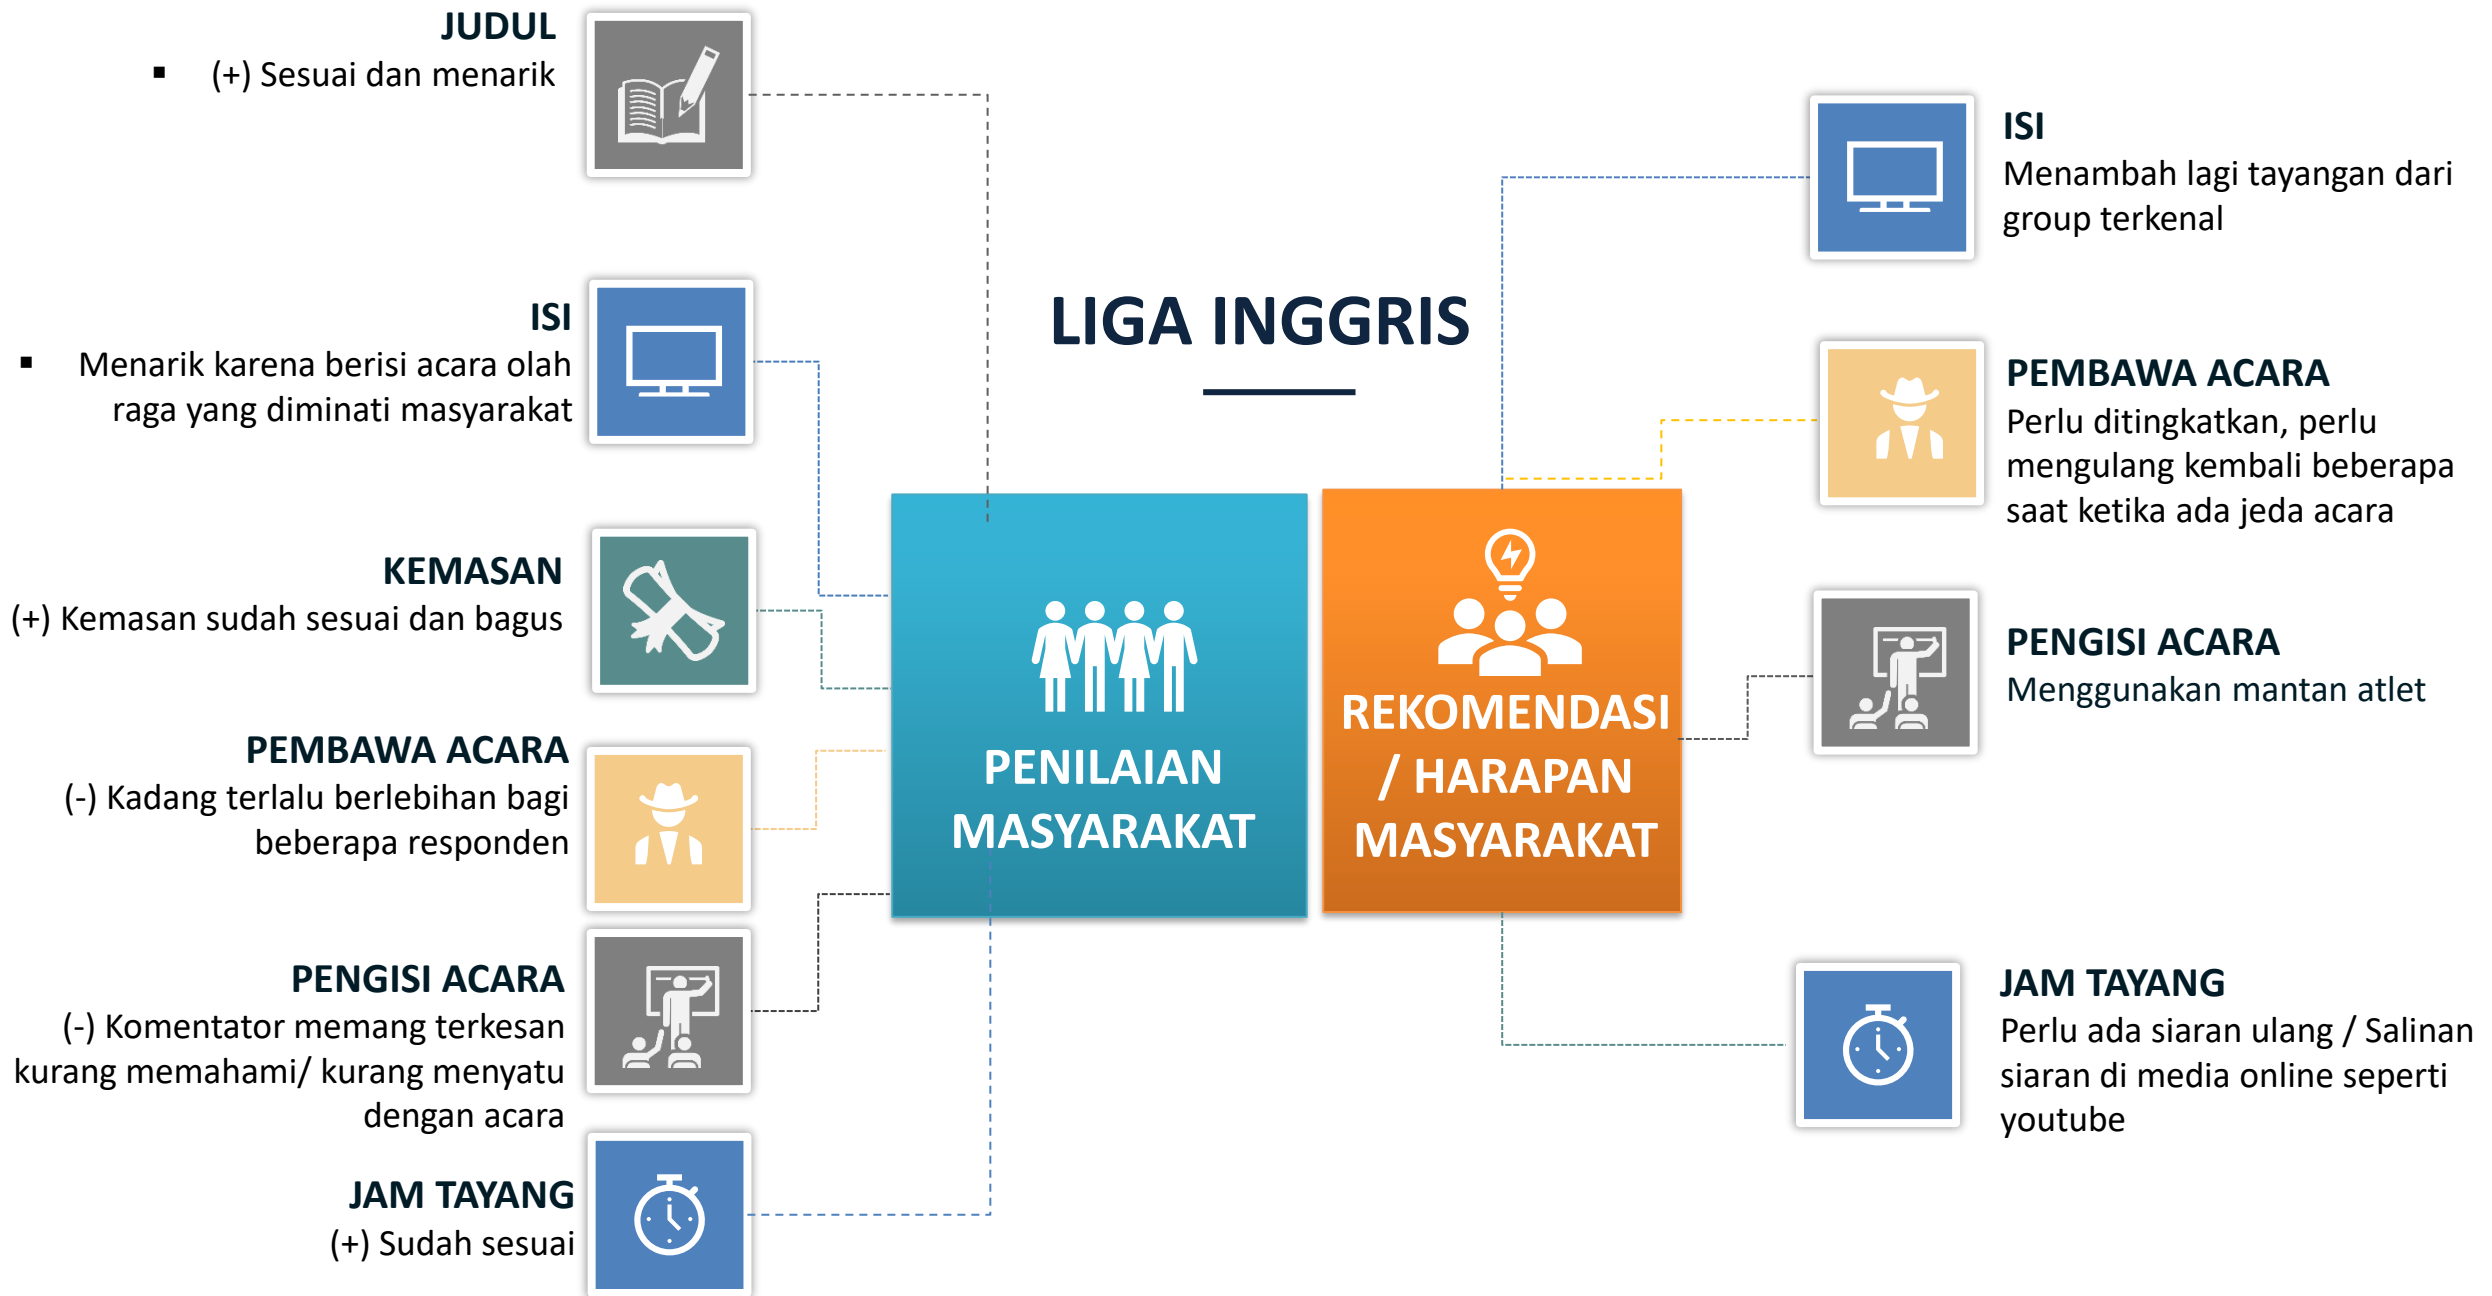 JUDUL
▪ (+) Sesuai dan menarik
ISI
▪ Menarik karena berisi acara olah
raga yang diminati masyarakat
KEMASAN
(+) Kemasan sudah sesuai dan bagus
PEMBAWA ACARA
(-) Kadang terlalu berlebihan bagi
beberapa responden
PENGISI ACARA
(-) Komentator memang terkesan
kurang memahami/ kurang menyatu
dengan acara
JAM TAYANG
(+) Sudah sesuai
LIGA INGGRIS
PENILAIAN
MASYARAKAT
REKOMENDASI
/ HARAPAN
MASYARAKAT
ISI
Menambah lagi tayangan dari
group terkenal
PEMBAWA ACARA
Perlu ditingkatkan, perlu
mengulang kembali beberapa
saat ketika ada jeda acara
PENGISI ACARA
Menggunakan mantan atlet
JAM TAYANG
Perlu ada siaran ulang / Salinan
siaran di media online seperti
youtube